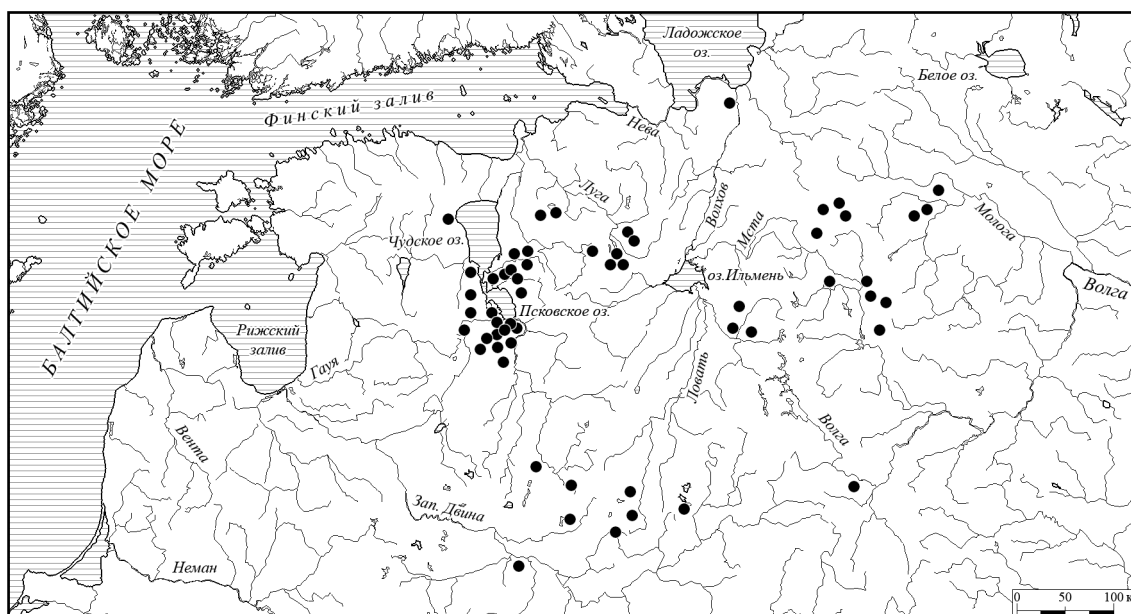 Ладожское
оз.
Белое оз.
Финский залив
Нева
БАЛТИЙСКОЕ МОРЕ
Луга
Волхов
Мста
Молога
Чудское оз.
оз.Ильмень
Волга
Псковское оз.
Рижский
залив
Гауя
Ловать
Вента
Волга
Зап. Двина
Неман
0 50 100 к